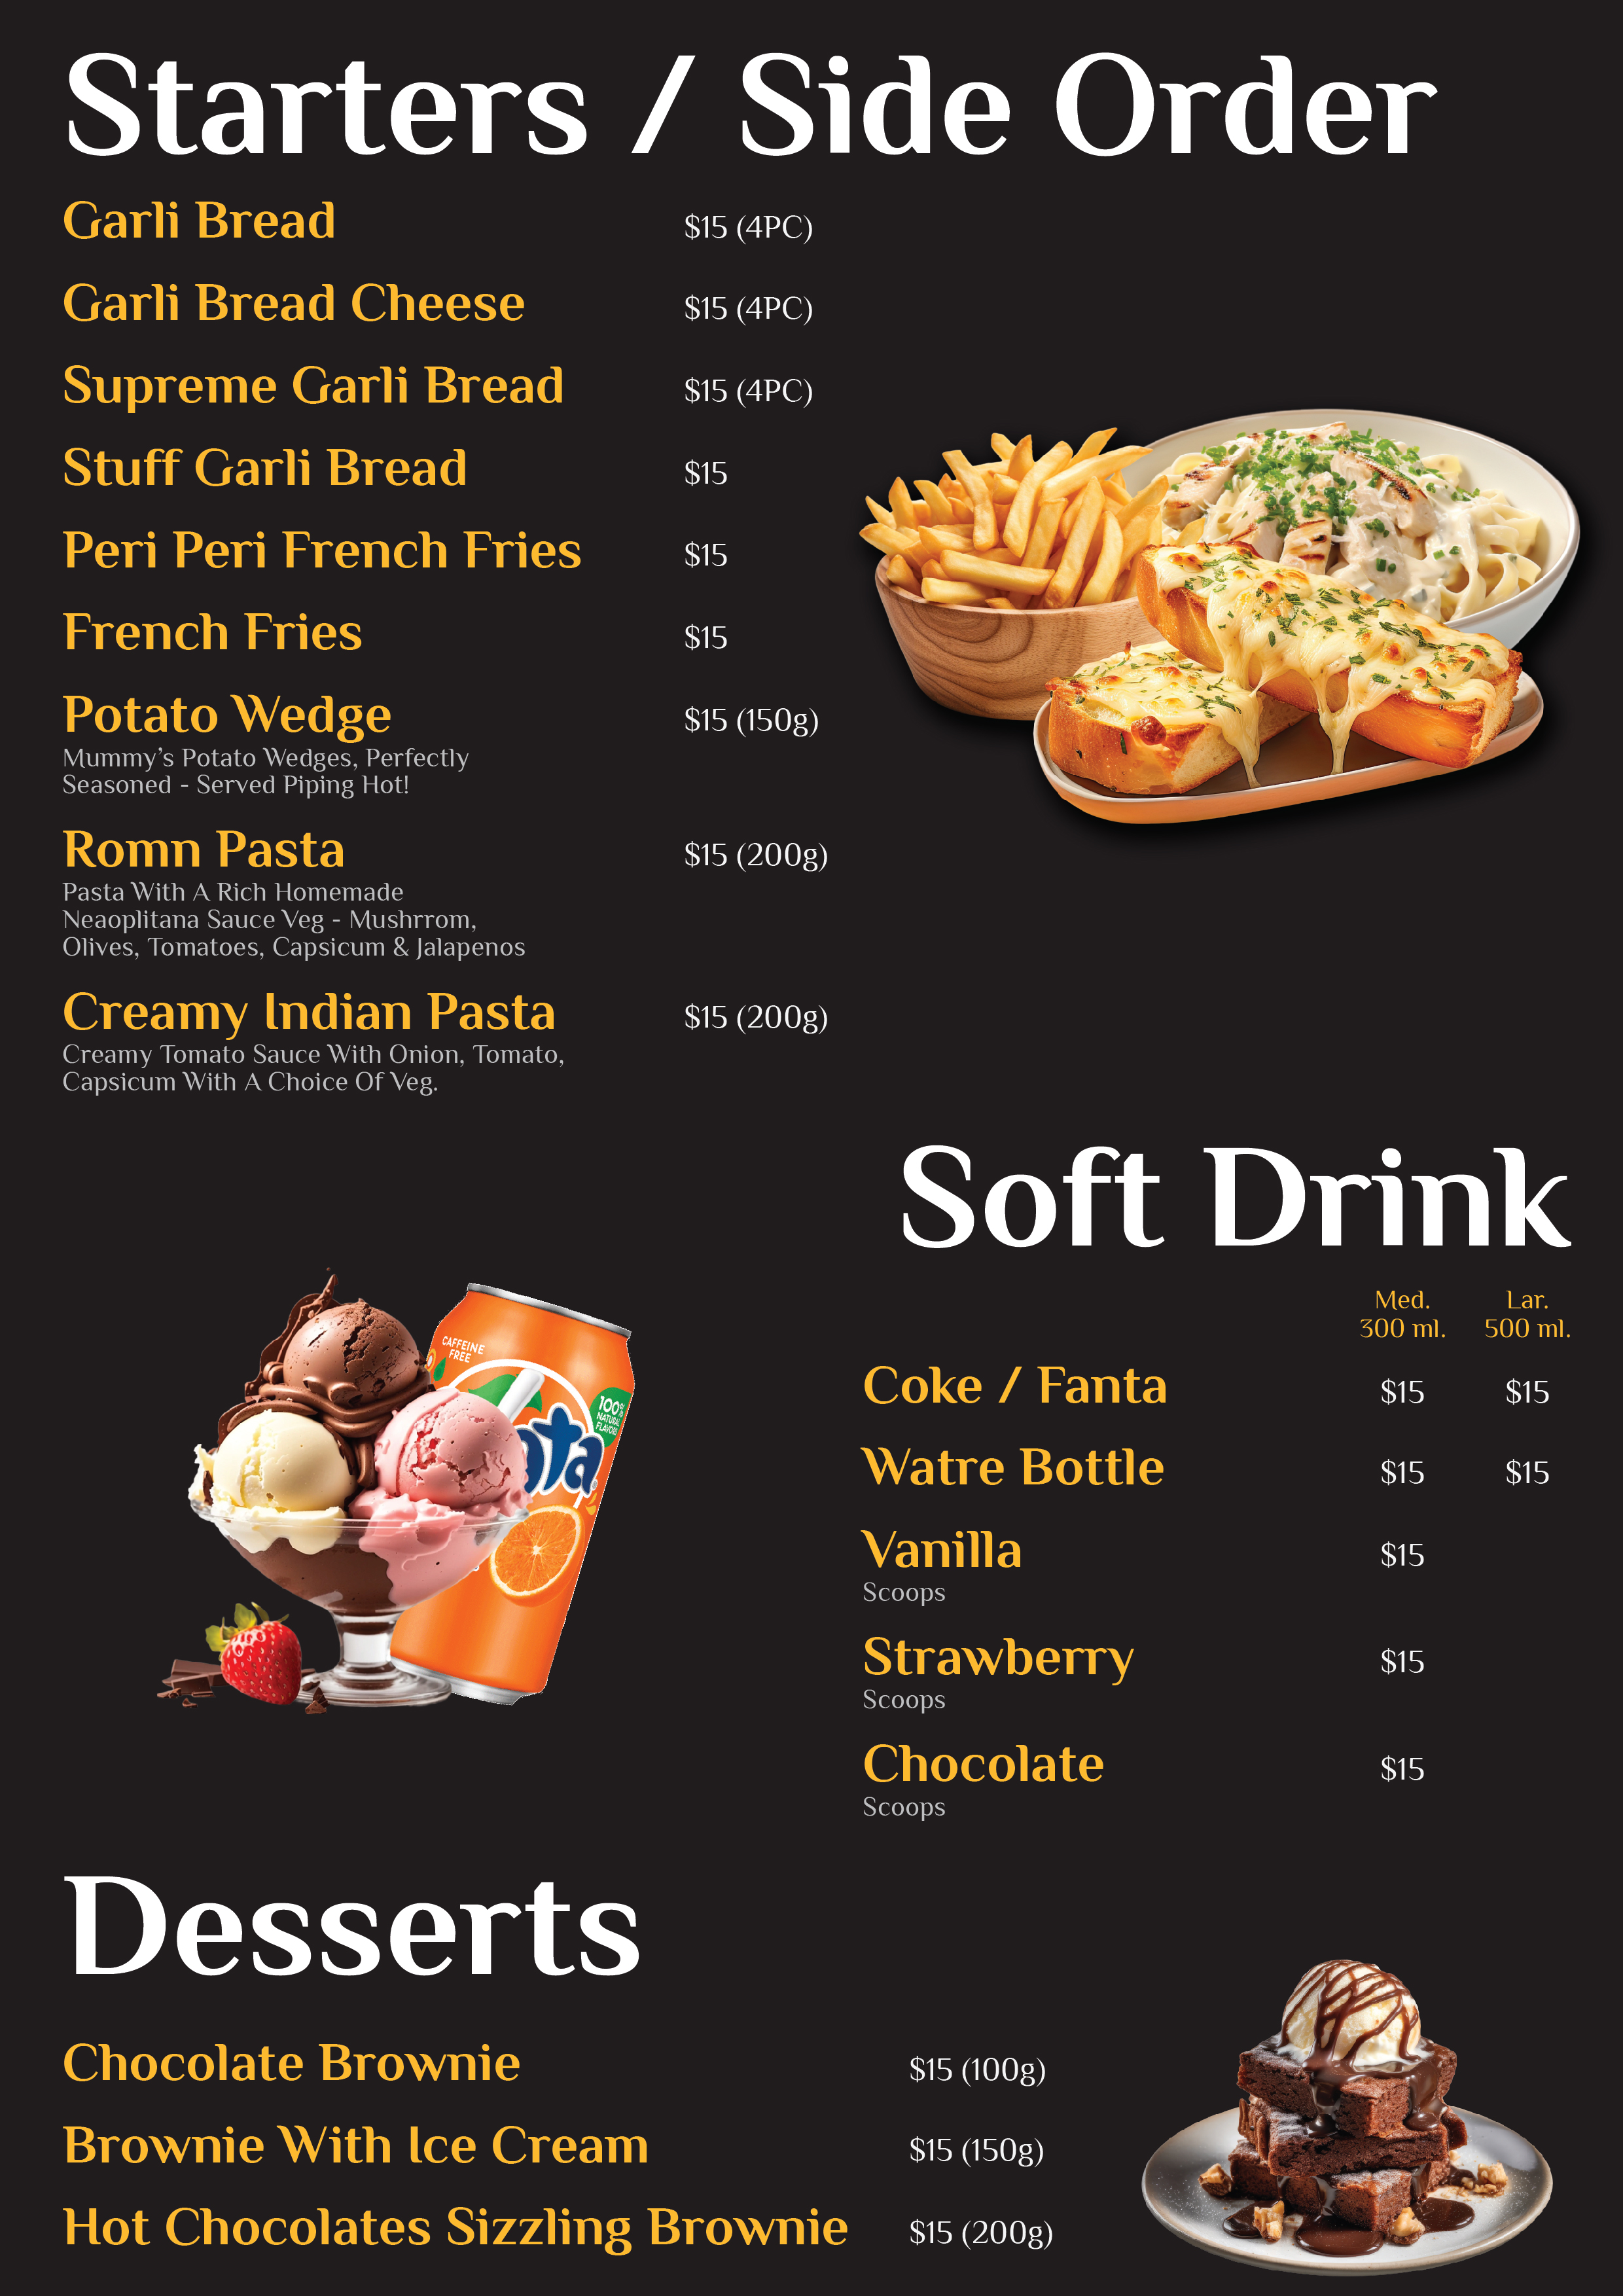 Starters / Side Order
Garli Bread $15 (4PC)
Garli Bread Cheese $15 (4PC)
Supreme Garli Bread $15 (4PC)
Stuff Garli Bread $15
Peri Peri French Fries $15
French Fries $15
Potato Wedge $15 (150g)
Mummy's Potato Wedges, Perfectly
Seasoned - Served Piping Hot!
Romn Pasta $15 (200g)
Pasta With A Rich Homemade
Neaoplitana Sauce Veg - Mushrrom,
Olives, Tomatoes, Capsicum & Jalapenos
Creamy Indian Pasta $15 (200g)
Creamy Tomato Sauce With Onion, Tomato,
Capsicum With A Choice Of Veg.
Soft Drink
Med. Lar.
300 ml. 500 ml.
Coke / Fanta $15 $15
Watre Bottle $15 $15
Vanilla $15
Scoops
Strawberry $15
Scoops
Chocolate $15
Scoops
CAFFEINE
FREE
100%
NATURAL
FLAVORS
ta
Desserts
Chocolate Brownie $15 (100g)
Brownie With Ice Cream $15 (150g)
Hot Chocolates Sizzling Brownie $15 (200g)